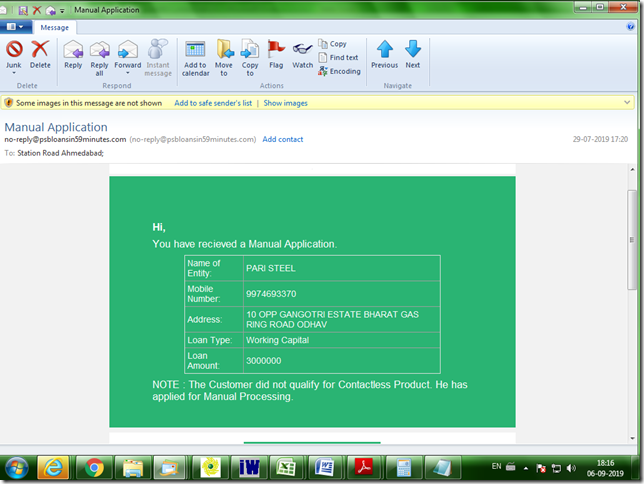 Manual Application
Message
Junk
Delete
Reply
Reply all
Forward
Instant message
Add to calendar
Move to
Copy to
Flag
Watch
Copy
Find text
Encoding
Previous
Next
Delete
Respond
Actions
Navigate
Some images in this message are not shown
Add to safe sender's list | Show images
Manual Application
no-reply@psbloansin59minutes.com (no-reply@psbloansin59minutes.com) Add contact
29-07-2019 17:20
To: Station Road Ahmedabad;
Hi,
You have recieved a Manual Application.
Name of Entity: PARI STEEL
Mobile Number: 9974693370
Address: 10 OPP GANGOTRI ESTATE BHARAT GAS
RING ROAD ODHAV
Loan Type: Working Capital
Loan Amount: 3000000
NOTE : The Customer did not qualify for Contactless Product. He has
applied for Manual Processing.
iW
EN
18:16
06-09-2019